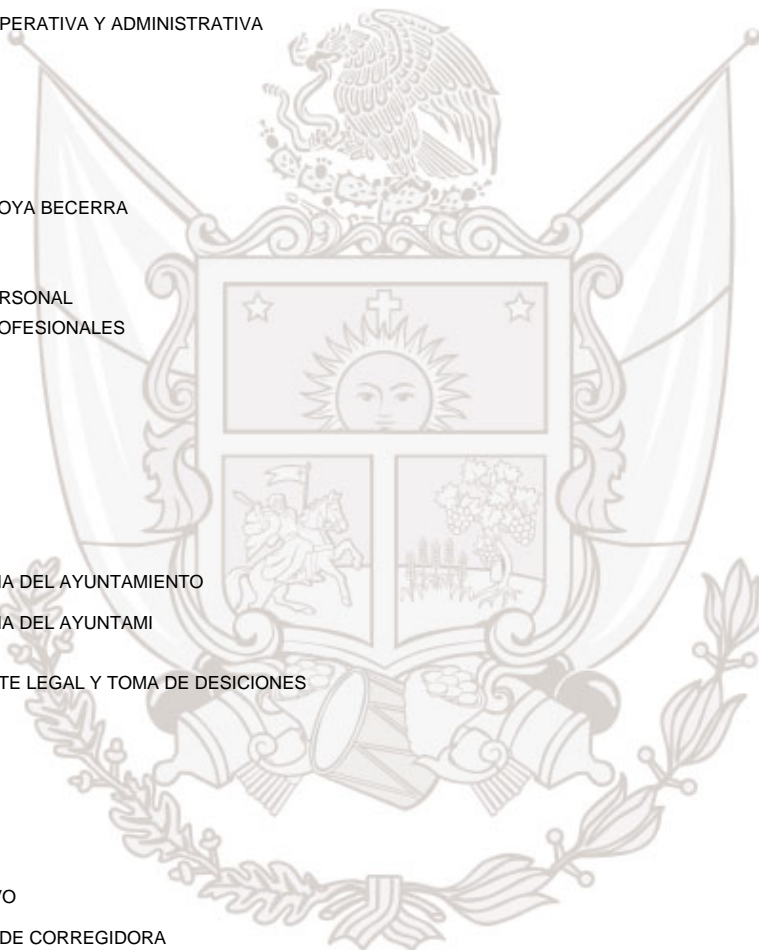 PERATIVA Y ADMINISTRATIVA
OYA BECERRA
RSONAL
OFESIONALES
IA DEL AYUNTAMIENTO
IA DEL AYUNTAMI
TE LEGAL Y TOMA DE DESICIONES
VO
DE CORREGIDORA